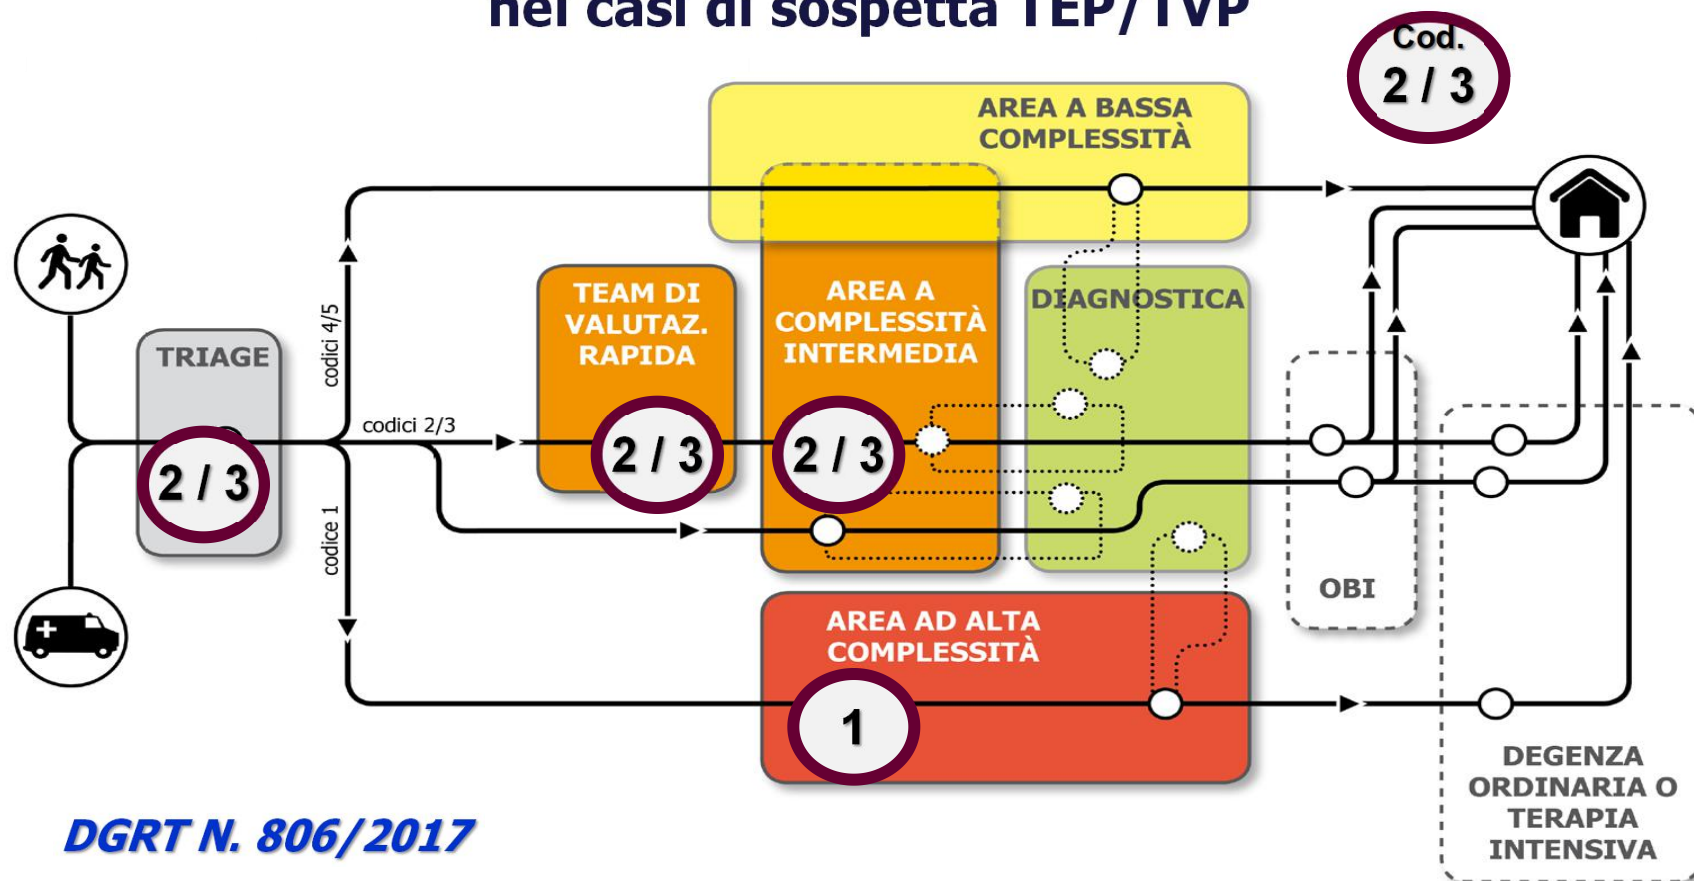 nei casi di sospetta TEP/TVP
Cod.
2 / 3
AREA A BASSA
COMPLESSITÀ
TEAM DI
VALUTAZ.
RAPIDA
AREA A
COMPLESSITÀ
INTERMEDIA
DIAGNOSTICA
TRIAGE
codici 4/5
codici 2/3
codice 1
2 / 3
2 / 3
2 / 3
OBI
AREA AD ALTA
COMPLESSITÀ
1
DEGENZA
ORDINARIA O
TERAPIA
INTENSIVA
DGRT N. 806/2017